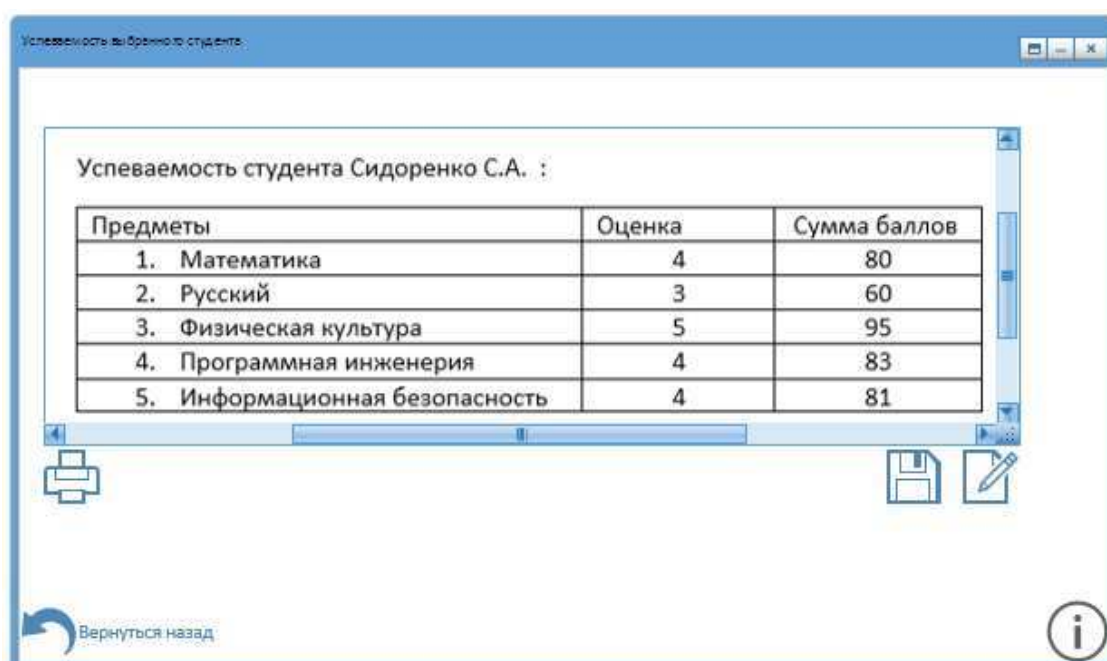 Успеваемость выбранного студента
Успеваемость студента Сидоренко С.А. :
Предметы Оценка Сумма баллов
1. Математика 4 80
2. Русский 3 60
3. Физическая культура 5 95
4. Программная инженерия 4 83
5. Информационная безопасность 4 81
Вернуться назад